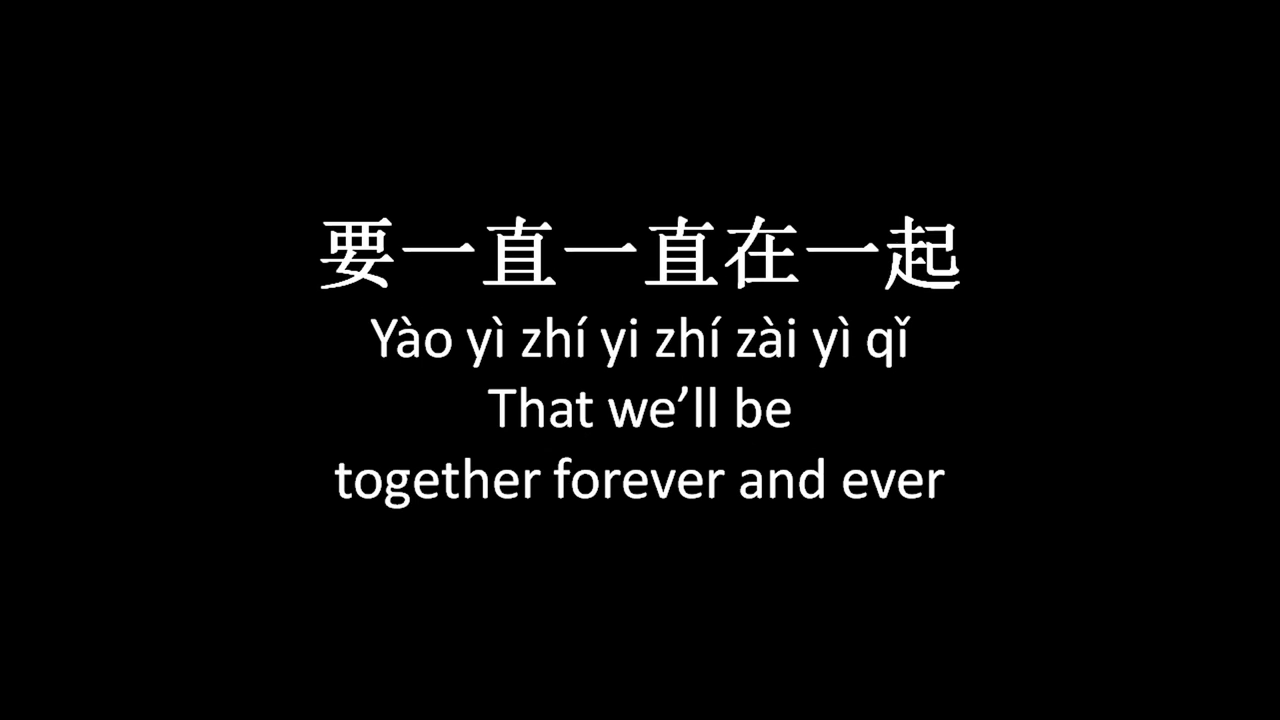 要一直一直在一起
Yào yì zhí yi zhí zài yì qǐ
That we’ll be
together forever and ever